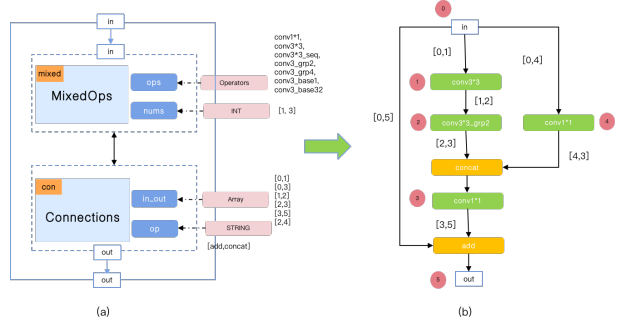 in
in
mixed
MixedOps
ops
nums
Operators
INT
conv1*1,
conv3*3,
conv3*3_seq,
conv3_grp2,
conv3_grp4,
conv3_base1,
conv3_base32
[1, 3]
con
Connections
in_out
op
Array
STRING
[0,1]
[0,3]
[1,2]
[2,3]
[3,5]
[2,4]
[add,concat]
out
out
(a)
0
in
[0,1]
[0,4]
1
conv3*3
[0,5]
[1,2]
2
conv3*3_grp2
conv1*1
4
[2,3]
concat
[4,3]
3
conv1*1
[3,5]
add
5
out
(b)